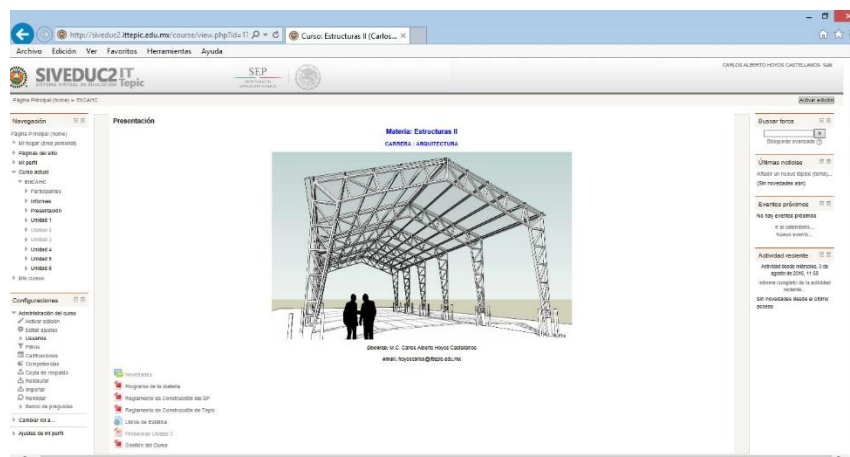 http://siveduc2.ittepic.edu.mx/course/view.php?id=1
Curso: Estructuras II (Carlos...
Archivo Edición Ver Favoritos Herramientas Ayuda
SIVEDUC2 IT Tepic
SEP
CARLOS ALBERTO HOYOS CASTELLANOS Salir
Página Principal (home) ► EIICAHC
Activar edición
Navegación
Página Principal (home)
Mi hogar (área personal)
Páginas del sitio
Mi perfil
Curso actual
EIICAHC
Participantes
Informes
Presentación
Unidad 1
Unidad 2
Unidad 3
Unidad 4
Unidad 5
Unidad 6
Mis cursos
Configuraciones
Administración del curso
Activar edición
Editar ajustes
Usuarios
Filtros
Calificaciones
Competencias
Copia de respaldo
Restaurar
Importar
Reiniciar
Banco de preguntas
Cambiar rol a...
Ajustes de mi perfil
Presentación
Materia: Estructuras II
CARRERA : ARQUITECTURA
Docente: M.C. Carlos Alberto Hoyos Castellanos
email: hoyoscarlos@ittepic.edu.mx
Novedades
Programa de la materia
Reglamento de Construcción del DF
Reglamento de Construcción de Tepic
Libros de Estática
Problemas Unidad 2
Gestión del Curso
Buscar foros
Búsqueda avanzada
Últimas noticias
Añadir un nuevo tópico (tema)...
(Sin novedades aún)
Eventos próximos
No hay eventos próximos
Ir al calendario...
Nuevo evento...
Actividad reciente
Actividad desde miércoles, 3 de
agosto de 2016, 11:53
Informe completo de la actividad
reciente...
Sin novedades desde el último
acceso